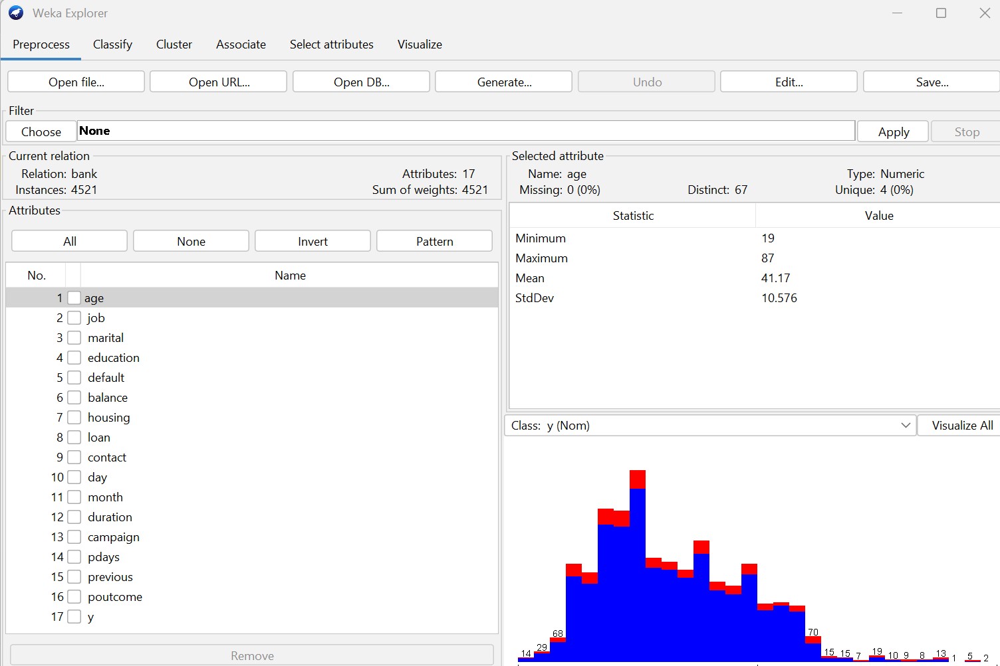 Weka Explorer
Preprocess Classify Cluster Associate Select attributes Visualize
Open file... Open URL... Open DB... Generate... Undo Edit... Save...
Filter
Choose None Apply Stop
Current relation
Relation: bank Attributes: 17
Instances: 4521 Sum of weights: 4521
Attributes
All None Invert Pattern
No. Name
1 age
2 job
3 marital
4 education
5 default
6 balance
7 housing
8 loan
9 contact
10 day
11 month
12 duration
13 campaign
14 pdays
15 previous
16 poutcome
17 y
Remove
Selected attribute
Name: age Type: Numeric
Missing: 0 (0%) Distinct: 67 Unique: 4 (0%)
Statistic Value
Minimum 19
Maximum 87
Mean 41.17
StdDev 10.576
Class: y (Nom) Visualize All
14 29 68 70 15 15 7 19 10 9 8 13 1 5 2